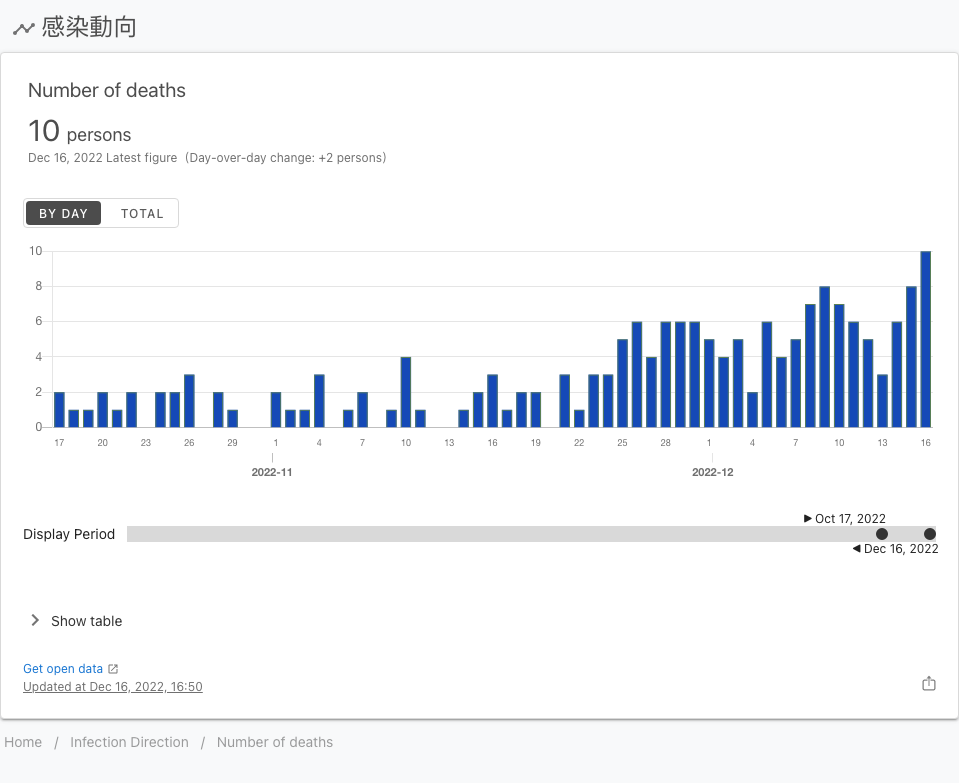 感染動向
Number of deaths
10 persons
Dec 16, 2022 Latest figure (Day-over-day change: +2 persons)
BY DAY TOTAL
10
8
6
4
2
0
17 20 23 26 29 1 4 7 10 13 16 19 22 25 28 1 4 7 10 13 16
2022-11 2022-12
Oct 17, 2022
Display Period
Dec 16, 2022
Show table
Get open data
Updated at Dec 16, 2022, 16:50
Home / Infection Direction / Number of deaths